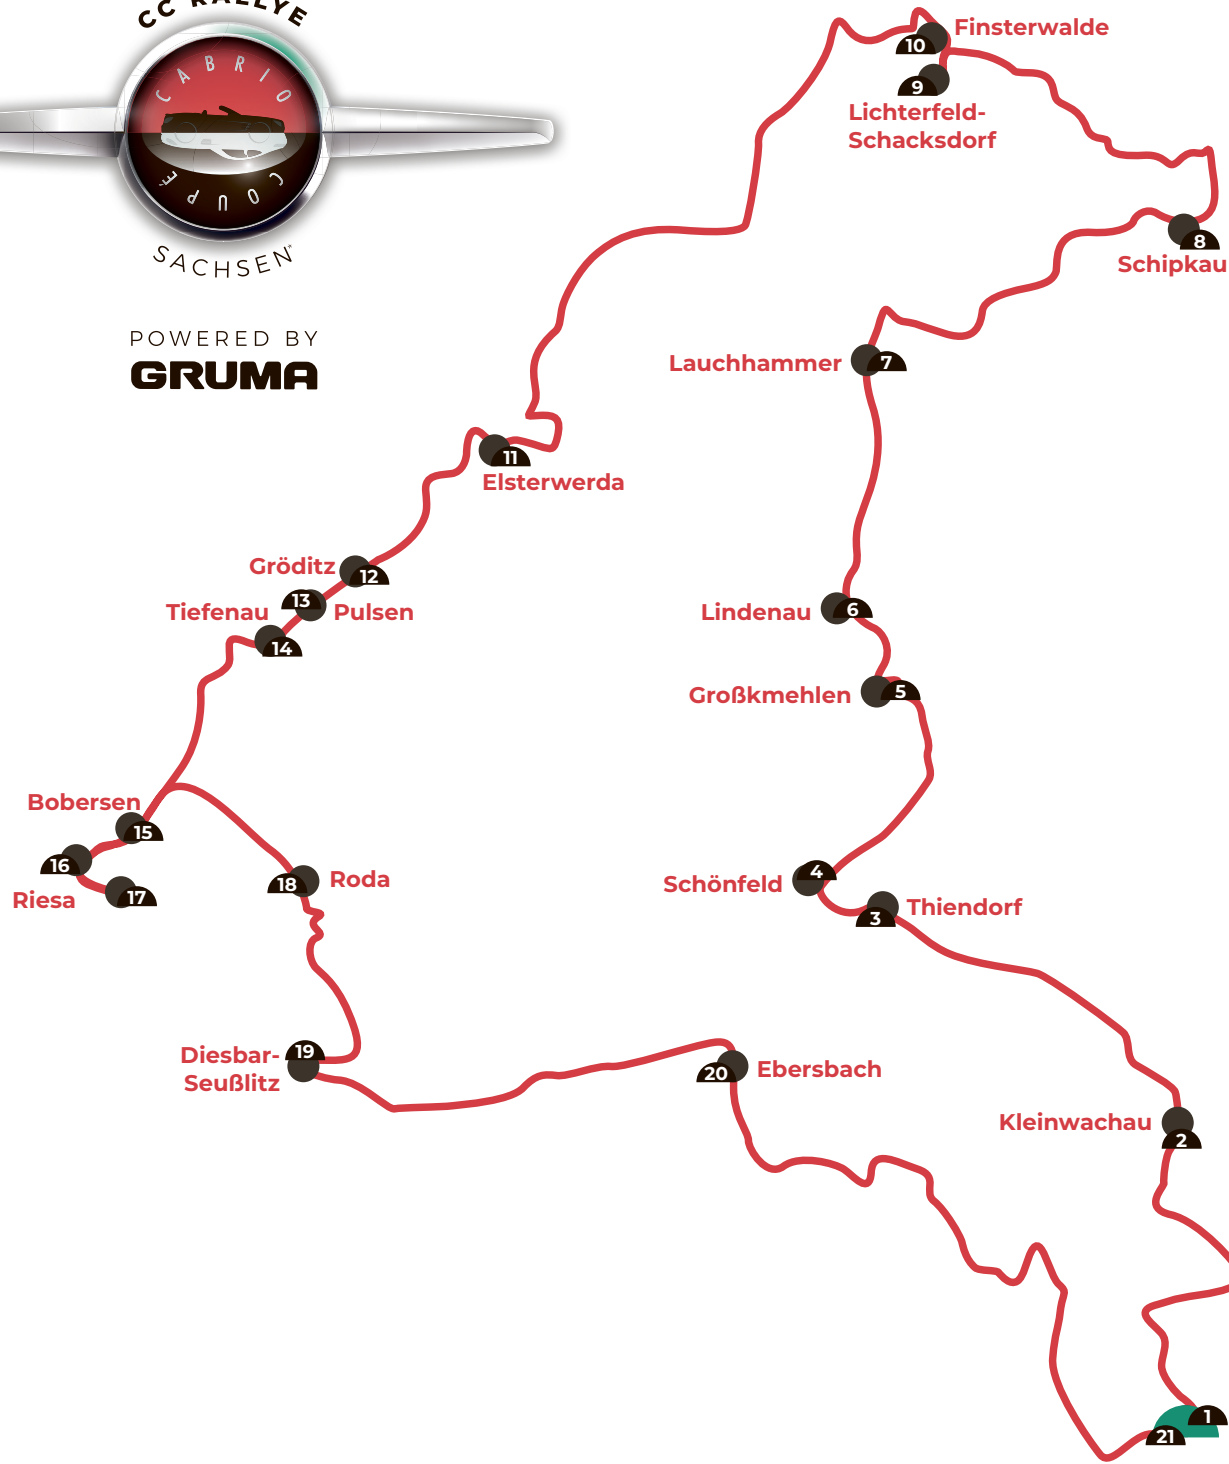 CC RALLYE
CABRIO
COUPÉ
SACHSEN
POWERED BY
GRUMA
Finsterwalde
10
9
Lichterfeld-
Schacksdorf
8
Schipkau
Lauchhammer
7
11
Elsterwerda
Gröditz
12
13
Tiefenau
Pulsen
14
Lindenau
6
Großkmehlen
5
Bobersen
15
16
Riesa
17
18
Roda
4
Schönfeld
Thiendorf
3
19
Diesbar-
Seußlitz
20
Ebersbach
Kleinwachau
2
1
21